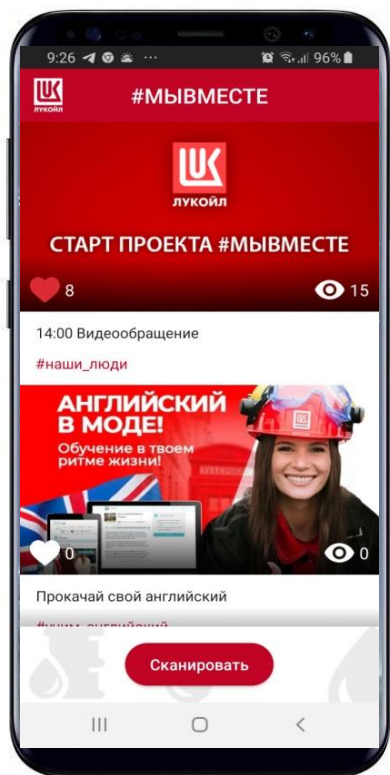 9:26
96%
ЛУКОЙЛ
#МЫВМЕСТЕ
ЛУКОЙЛ
СТАРТ ПРОЕКТА #МЫВМЕСТЕ
8
15
14:00 Видеообращение
#наши_люди
АНГЛИЙСКИЙ
В МОДЕ!
Обучение в твоем
ритме жизни!
0
0
Прокачай свой английский
#учим_английский
Сканировать